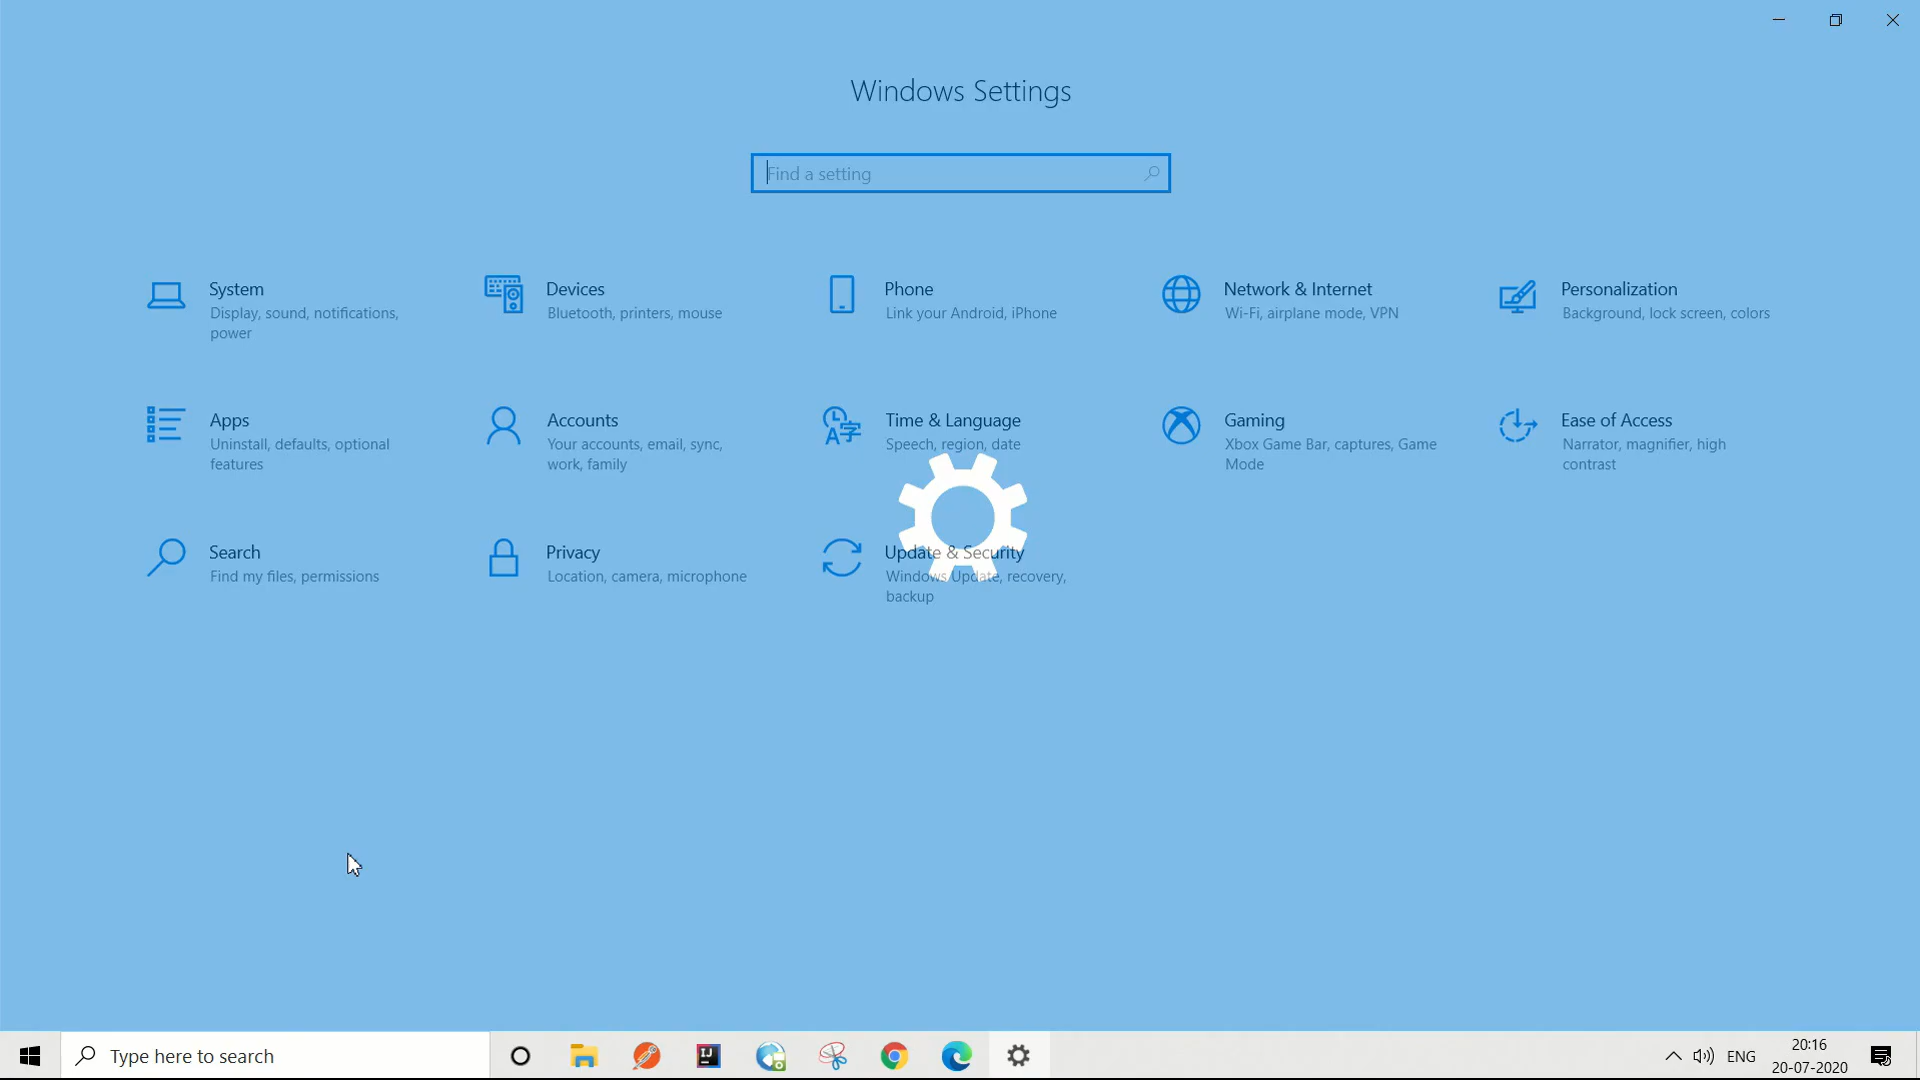 Windows Settings
Find a setting
System
Display, sound, notifications,
power
Devices
Bluetooth, printers, mouse
Phone
Link your Android, iPhone
Network & Internet
Wi-Fi, airplane mode, VPN
Personalization
Background, lock screen, colors
Apps
Uninstall, defaults, optional
features
Accounts
Your accounts, email, sync,
work, family
Time & Language
Speech, region, date
Gaming
Xbox Game Bar, captures, Game
Mode
Ease of Access
Narrator, magnifier, high
contrast
Search
Find my files, permissions
Privacy
Location, camera, microphone
Update & Security
Windows Update, recovery,
backup
Type here to search
IJ
ENG
20:16
20-07-2020